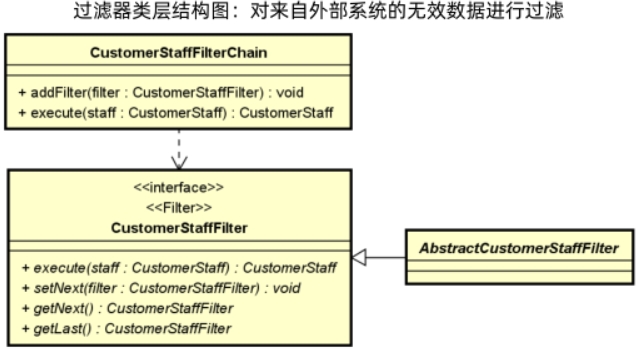 过滤器类层结构图：对来自外部系统的无效数据进行过滤
CustomerStaffFilterChain
+ addFilter(filter : CustomerStaffFilter) : void
+ execute(staff : CustomerStaff) : CustomerStaff
<<interface>>
<<Filter>>
CustomerStaffFilter
+ execute(staff : CustomerStaff) : CustomerStaff
+ setNext(filter : CustomerStaffFilter) : void
+ getNext() : CustomerStaffFilter
+ getLast() : CustomerStaffFilter
AbstractCustomerStaffFilter